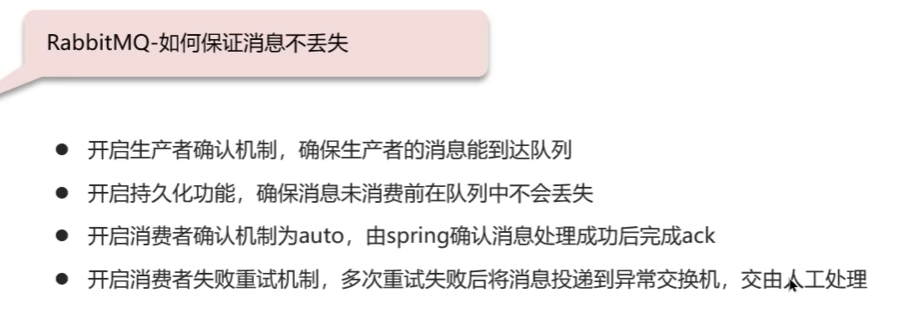 RabbitMQ-如何保证消息不丢失
● 开启生产者确认机制，确保生产者的消息能到达队列
● 开启持久化功能，确保消息未消费前在队列中不会丢失
● 开启消费者确认机制为auto，由spring确认消息处理成功后完成ack
● 开启消费者失败重试机制，多次重试失败后将消息投递到异常交换机，交由人工处理